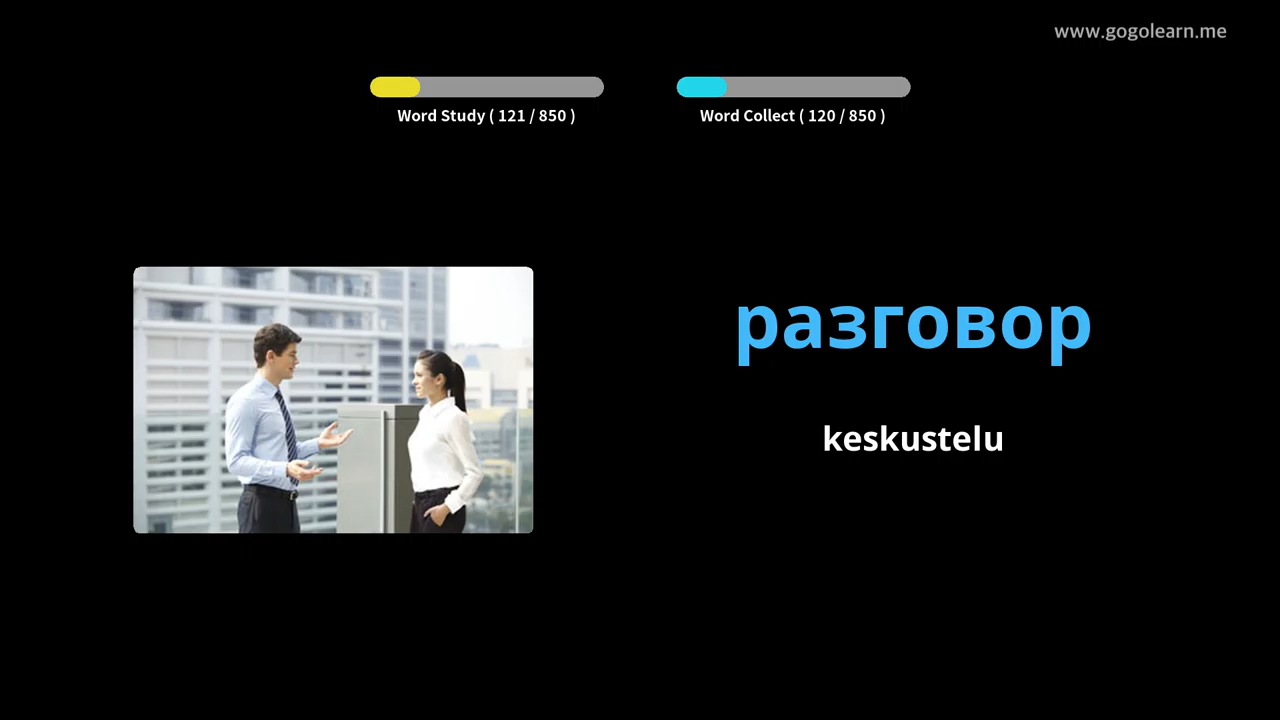 www.gogolearn.me
Word Study ( 121 / 850 )
Word Collect ( 120 / 850 )
разговор
keskustelu